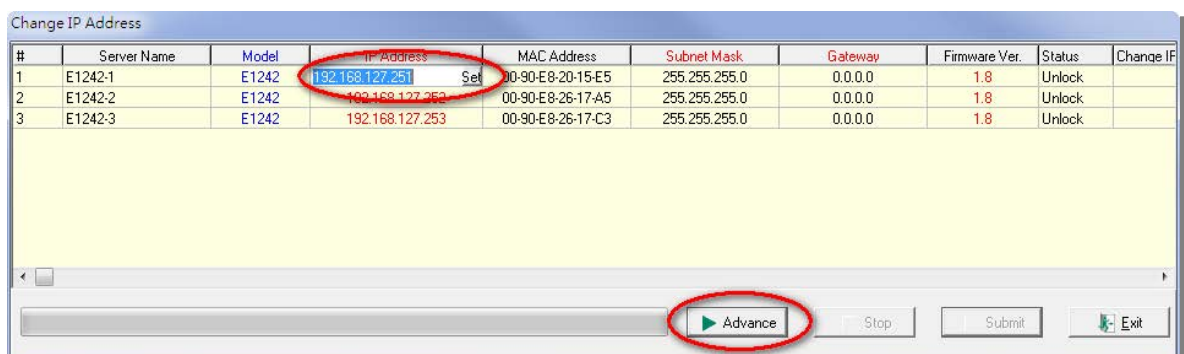 Change IP Address
# Server Name Model IP Address MAC Address Subnet Mask Gateway Firmware Ver. Status Change IP
1 E1242-1 E1242 192.168.127.251 Set 00-90-E8-20-15-E5 255.255.255.0 0.0.0.0 1.8 Unlock
2 E1242-2 E1242 192.168.127.252 00-90-E8-26-17-A5 255.255.255.0 0.0.0.0 1.8 Unlock
3 E1242-3 E1242 192.168.127.253 00-90-E8-26-17-C3 255.255.255.0 0.0.0.0 1.8 Unlock
Advance Stop Submit Exit